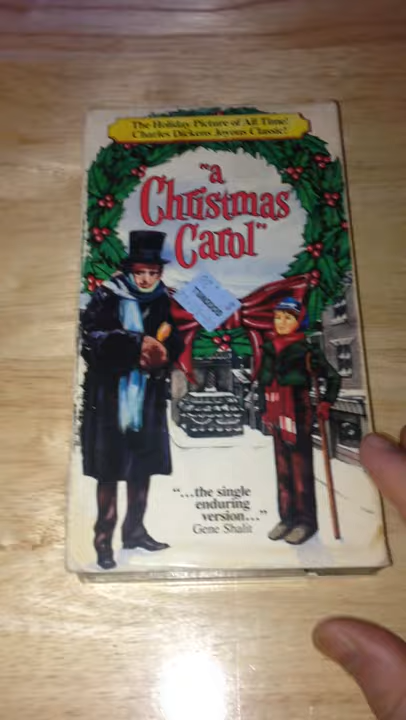 The Holiday Picture of All Time!
Charles Dickens Joyous Classic!
"a
Christmas
Carol"
"...the single
enduring
version..."
Gene Shalit